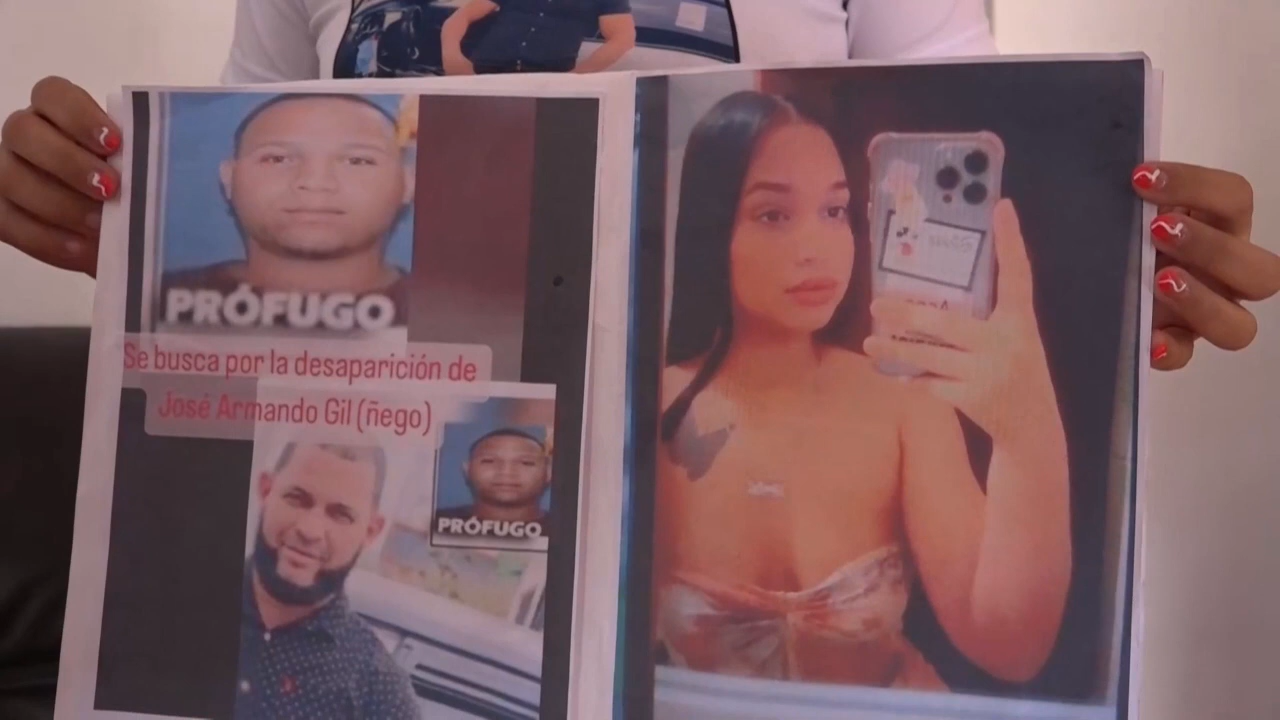 PRÓFUGO
Se busca por la desaparición de
José Armando Gil (ñego)
PRÓFUGO